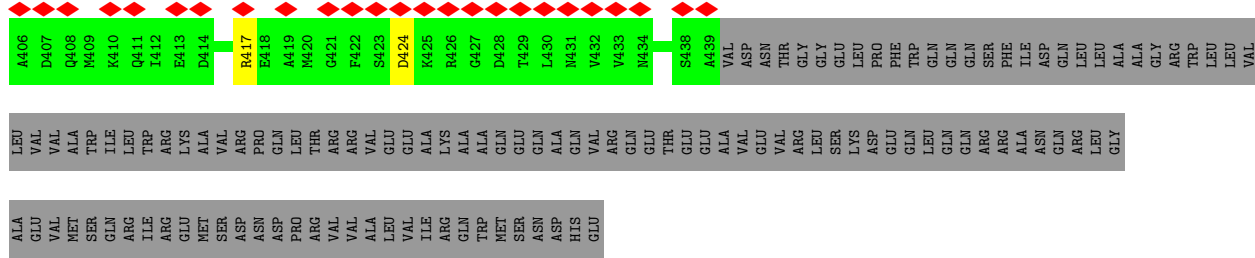 A406 D407 Q408 M409 K410 Q411 I412 E413 D414 R417 E418 A419 M420 G421 F422 S423 D424 K425 R426 G427 D428 T429 L430 N431 V432 V433 N434 S438 A439 VAL ASP ASN THR GLY GLY GLU LEU PRO PHE TRP GLN GLN GLN SER PHE ILE ASP GLN LEU LEU ALA ALA GLY ARG TRP LEU LEU VAL
LEU VAL VAL ALA TRP ILE LEU TRP ARG LYS ALA VAL ARG PRO GLN LEU THR ARG ARG VAL GLU GLU ALA LYS ALA ALA GLN GLU GLN ALA GLN VAL ARG GLN GLU THR GLU GLU ALA VAL GLU VAL ARG LEU SER LYS ASP GLU GLN LEU GLN GLN ARG ARG ALA ASN GLN ARG LEU GLY
ALA GLU VAL MET SER GLN ARG ILE ARG GLU MET SER ASP ASN ASP PRO ARG VAL VAL ALA LEU VAL ILE ARG GLN TRP MET SER ASN ASP HIS GLU